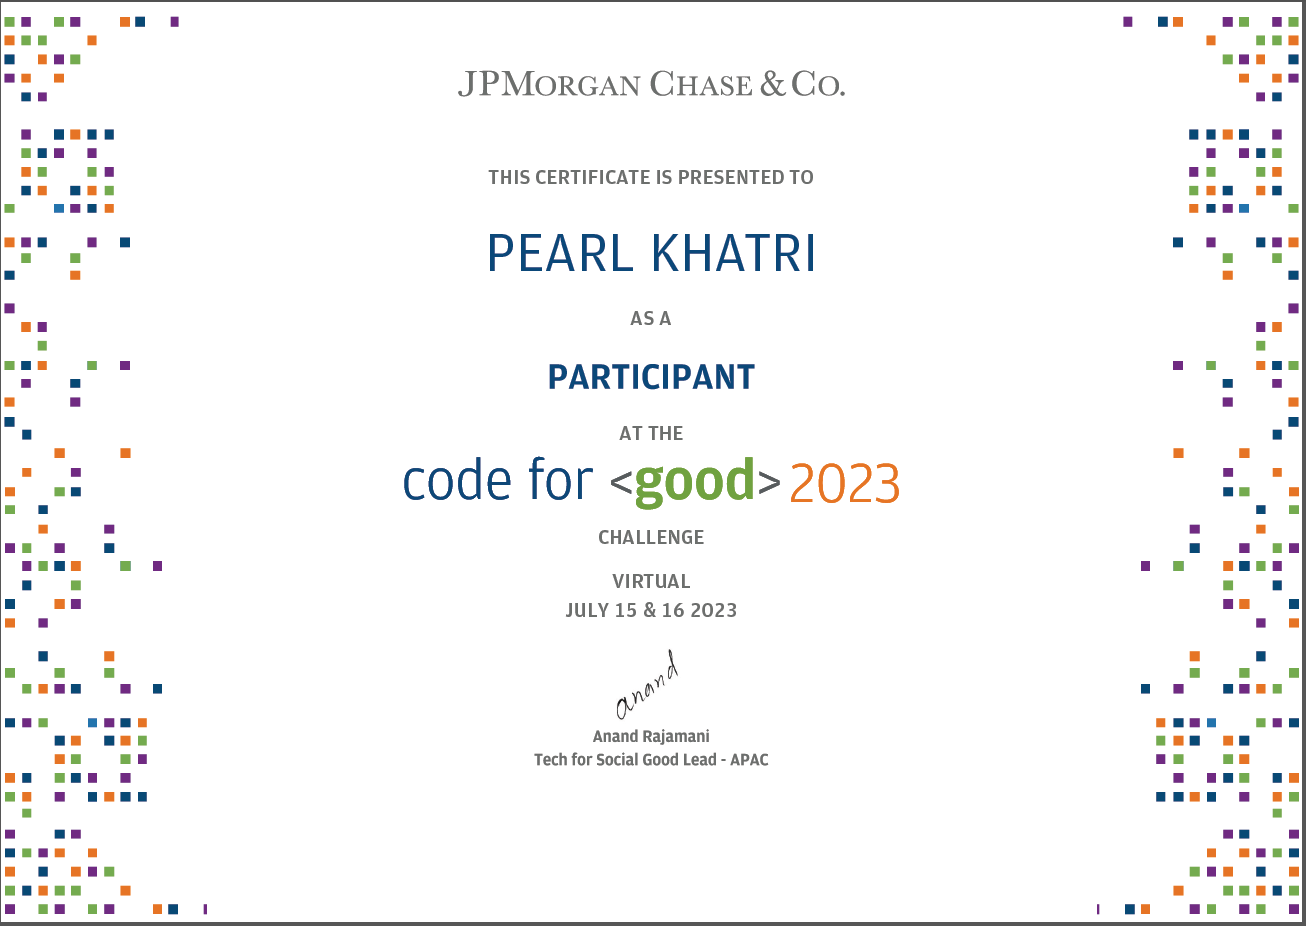 JPMORGAN CHASE & CO.
THIS CERTIFICATE IS PRESENTED TO
PEARL KHATRI
AS A
PARTICIPANT
AT THE
code for <good> 2023
CHALLENGE
VIRTUAL
JULY 15 & 16 2023
anand
Anand Rajamani
Tech for Social Good Lead - APAC